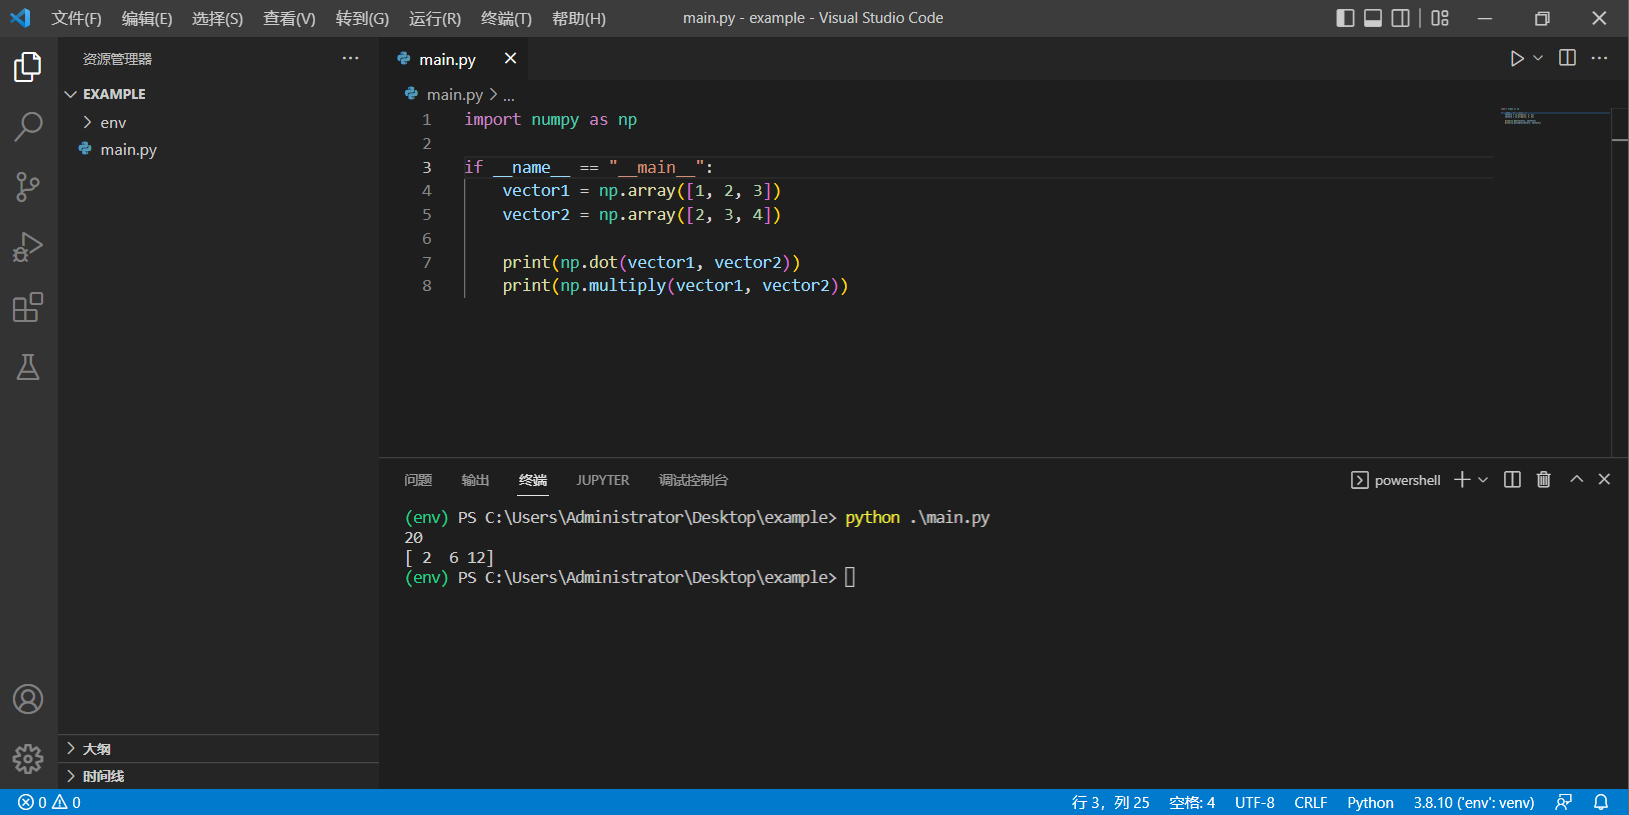 文件(F) 编辑(E) 选择(S) 查看(V) 转到(G) 运行(R) 终端(T) 帮助(H) main.py - example - Visual Studio Code
资源管理器
EXAMPLE
env
main.py
大纲
时间线
main.py
main.py > ...
1 import numpy as np
2
3 if __name__ == "__main__":
4 vector1 = np.array([1, 2, 3])
5 vector2 = np.array([2, 3, 4])
6
7 print(np.dot(vector1, vector2))
8 print(np.multiply(vector1, vector2))
问题 输出 终端 JUPYTER 调试控制台 powershell
(env) PS C:\Users\Administrator\Desktop\example> python .\main.py
20
[ 2  6 12]
(env) PS C:\Users\Administrator\Desktop\example>
0 0 行 3，列 25 空格: 4 UTF-8 CRLF Python 3.8.10 ('env': venv)